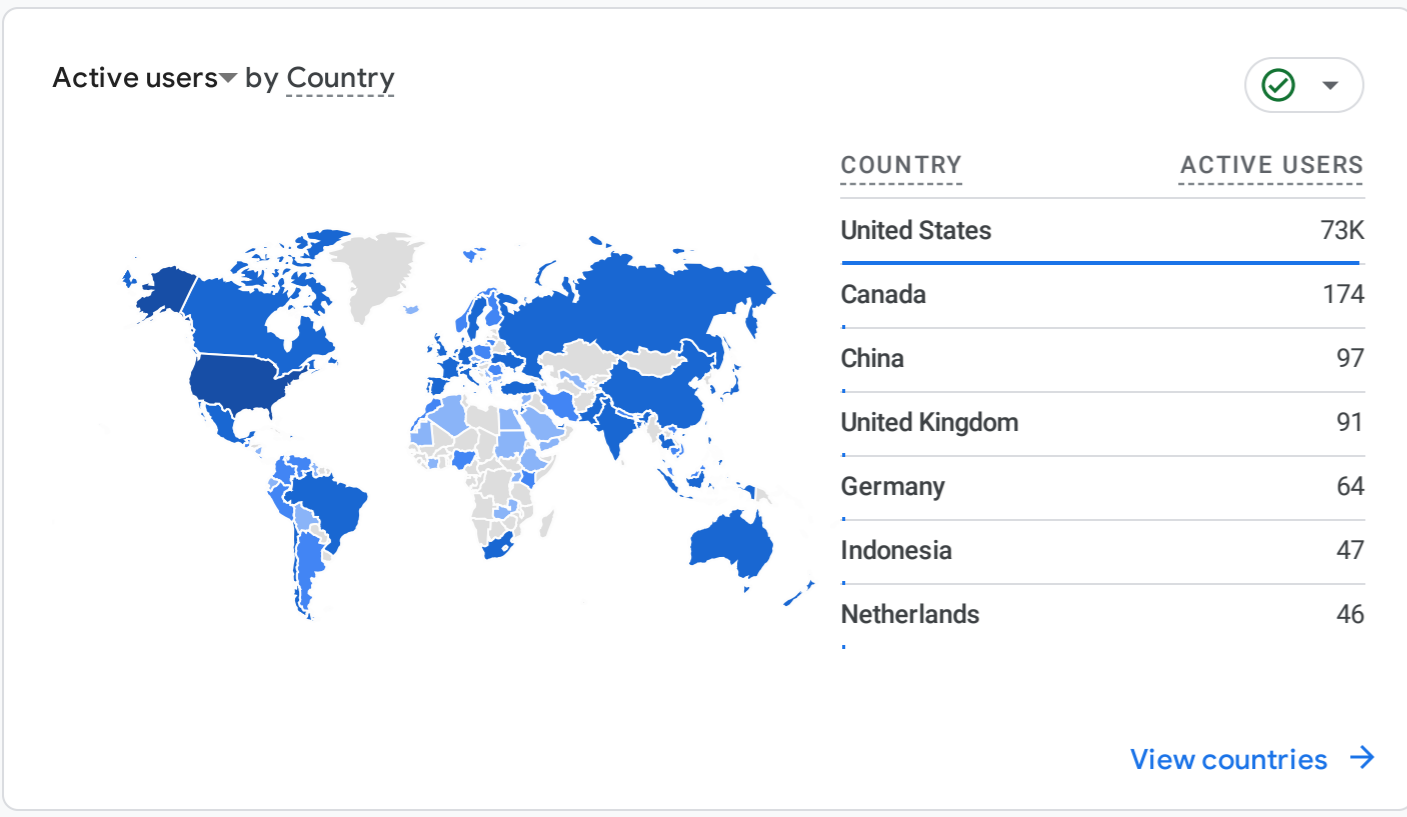 Active users by Country
COUNTRY ACTIVE USERS
United States 73K
Canada 174
China 97
United Kingdom 91
Germany 64
Indonesia 47
Netherlands 46
View countries